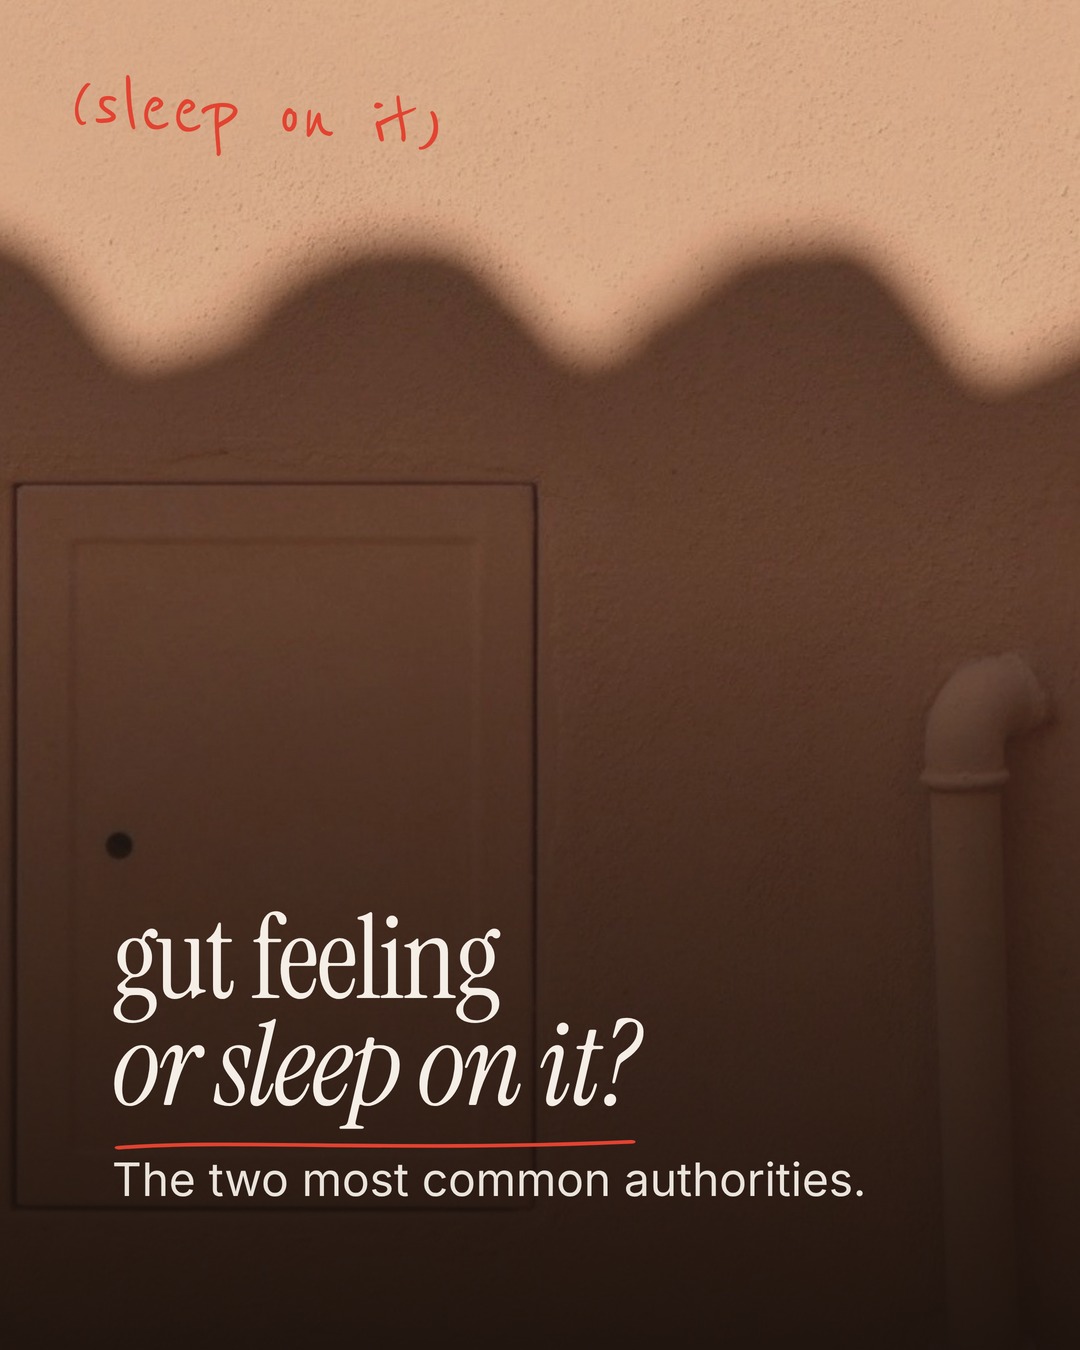 (sleep on it)
gut feeling
or sleep on it?
The two most common authorities.